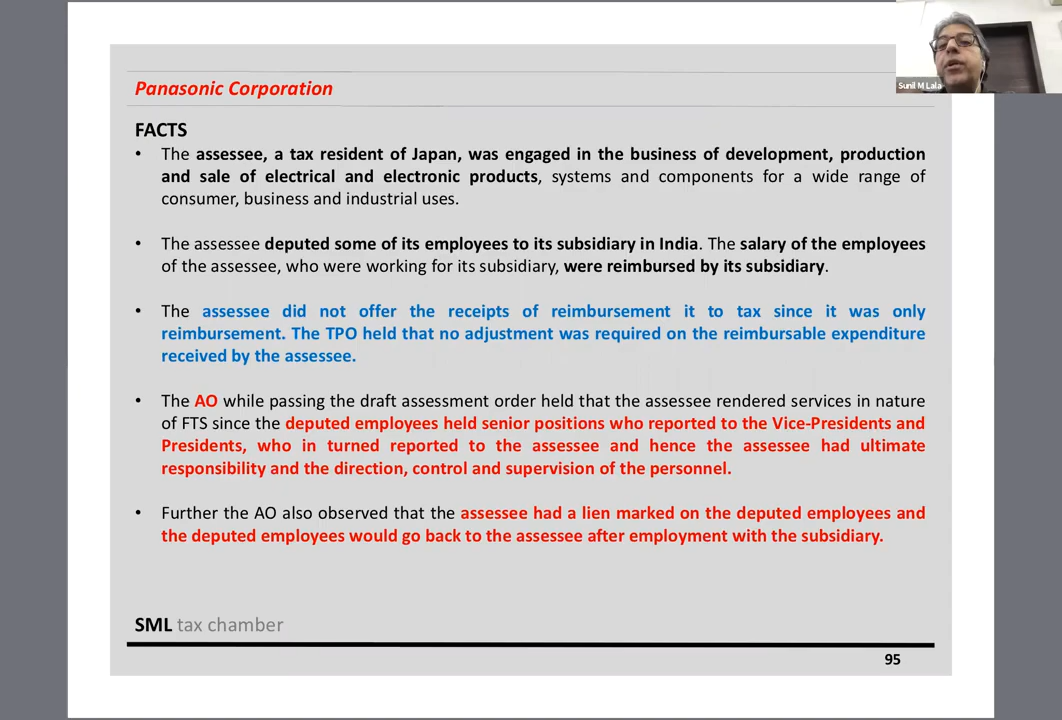 Sunil M Lala
Panasonic Corporation
FACTS
• The assessee, a tax resident of Japan, was engaged in the business of development, production
and sale of electrical and electronic products, systems and components for a wide range of
consumer, business and industrial uses.
• The assessee deputed some of its employees to its subsidiary in India. The salary of the employees
of the assessee, who were working for its subsidiary, were reimbursed by its subsidiary.
• The assessee did not offer the receipts of reimbursement it to tax since it was only
reimbursement. The TPO held that no adjustment was required on the reimbursable expenditure
received by the assessee.
• The AO while passing the draft assessment order held that the assessee rendered services in nature
of FTS since the deputed employees held senior positions who reported to the Vice-Presidents and
Presidents, who in turned reported to the assessee and hence the assessee had ultimate
responsibility and the direction, control and supervision of the personnel.
• Further the AO also observed that the assessee had a lien marked on the deputed employees and
the deputed employees would go back to the assessee after employment with the subsidiary.
SML tax chamber
95